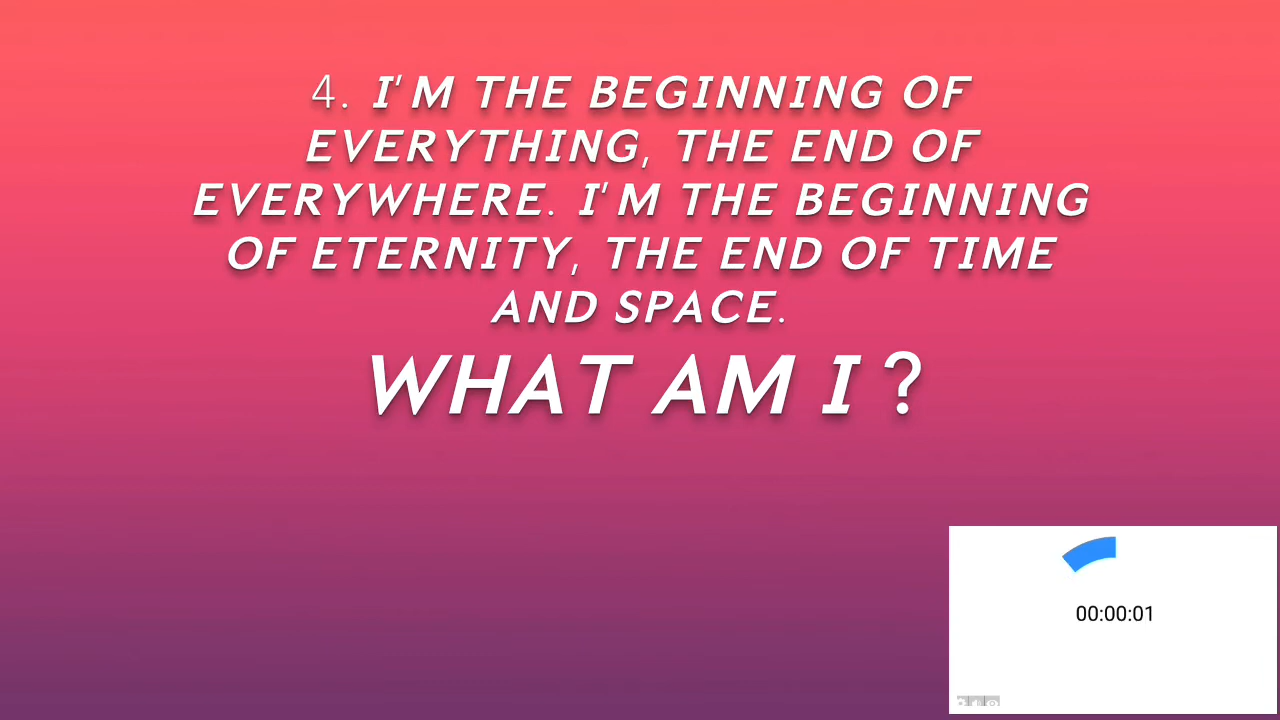 4. I'M THE BEGINNING OF
EVERYTHING, THE END OF
EVERYWHERE. I'M THE BEGINNING
OF ETERNITY, THE END OF TIME
AND SPACE.
WHAT AM I ?
00:00:01